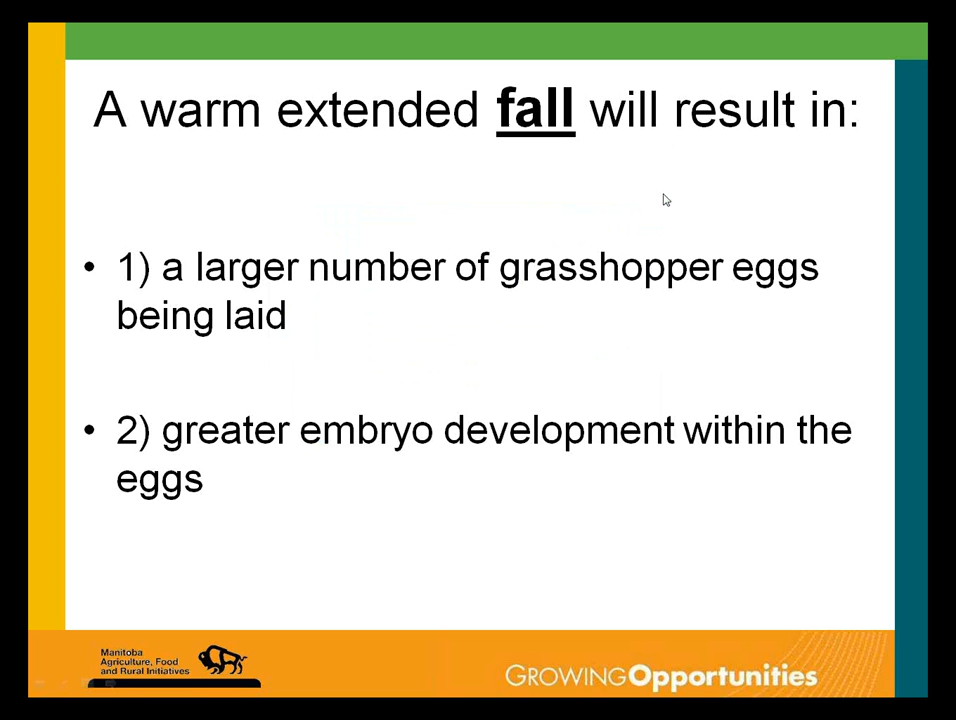 A warm extended fall will result in:
• 1) a larger number of grasshopper eggs
being laid
• 2) greater embryo development within the
eggs
Manitoba
Agriculture, Food
and Rural Initiatives
GROWING Opportunities